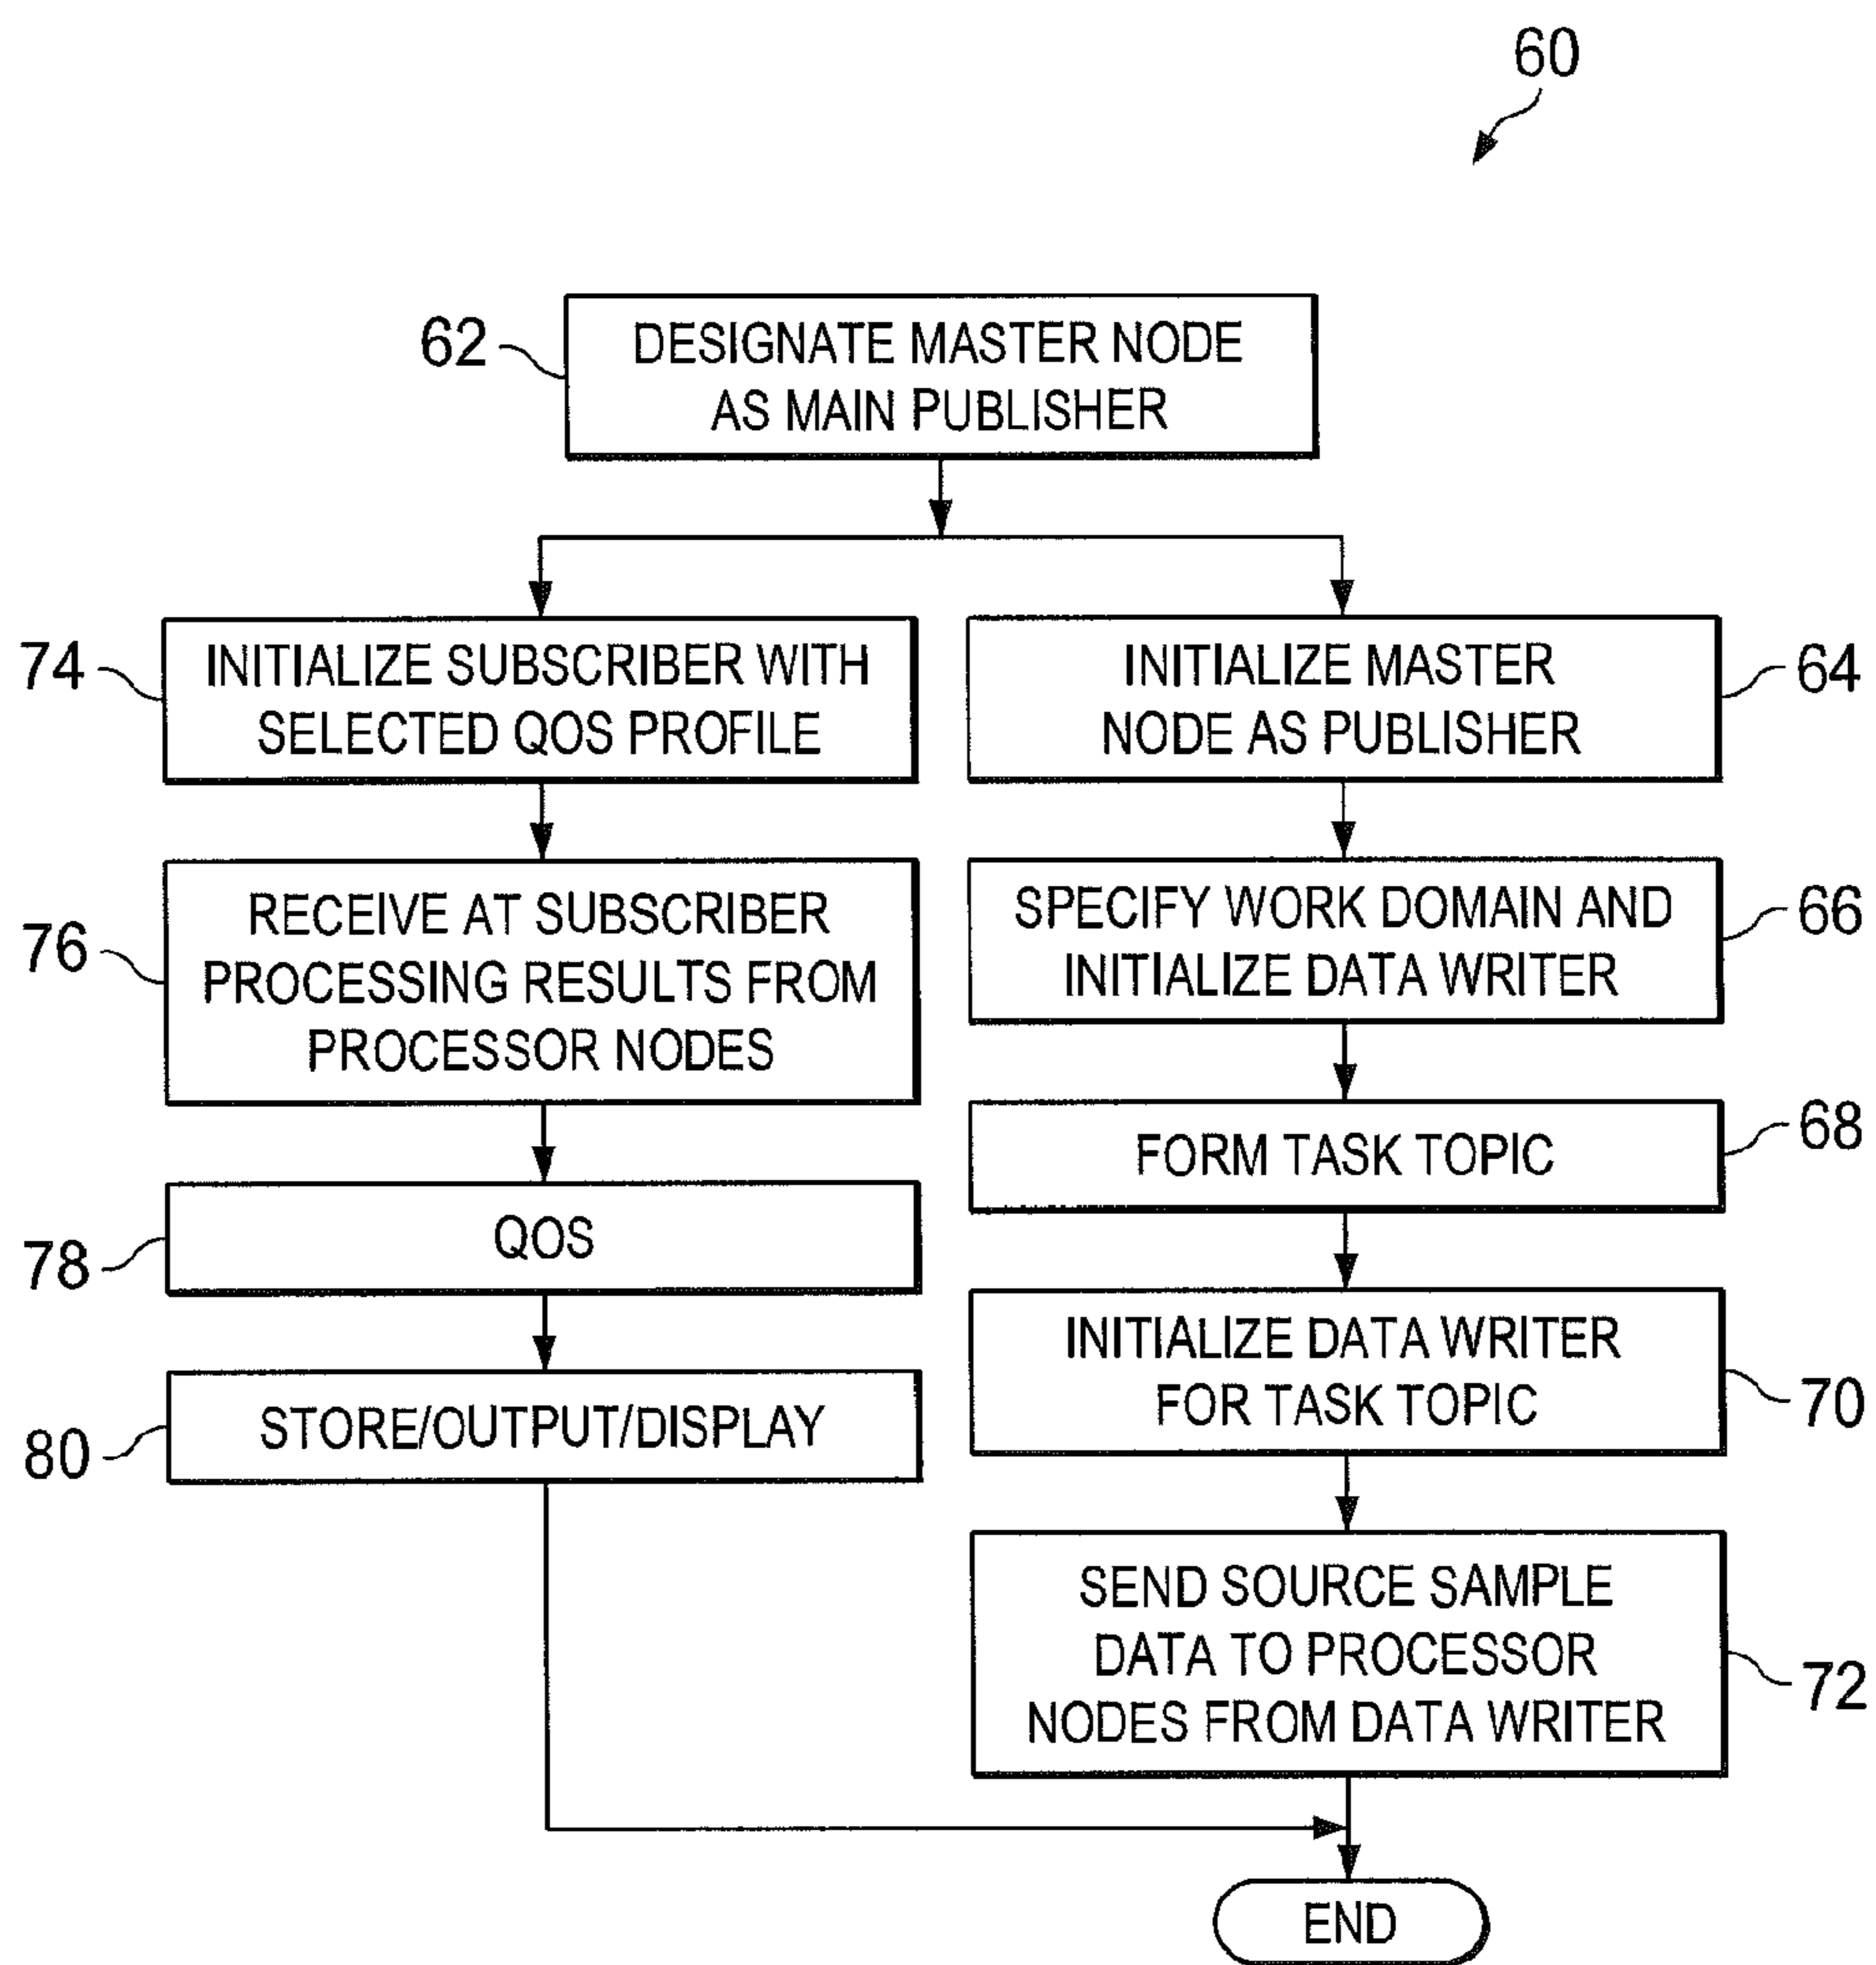 60
62
DESIGNATE MASTER NODE
AS MAIN PUBLISHER
74
INITIALIZE SUBSCRIBER WITH
SELECTED QOS PROFILE
INITIALIZE MASTER
NODE AS PUBLISHER
64
76
RECEIVE AT SUBSCRIBER
PROCESSING RESULTS FROM
PROCESSOR NODES
SPECIFY WORK DOMAIN AND
INITIALIZE DATA WRITER
66
FORM TASK TOPIC
68
78
QOS
INITIALIZE DATA WRITER
FOR TASK TOPIC
70
80
STORE/OUTPUT/DISPLAY
SEND SOURCE SAMPLE
DATA TO PROCESSOR
NODES FROM DATA WRITER
72
END